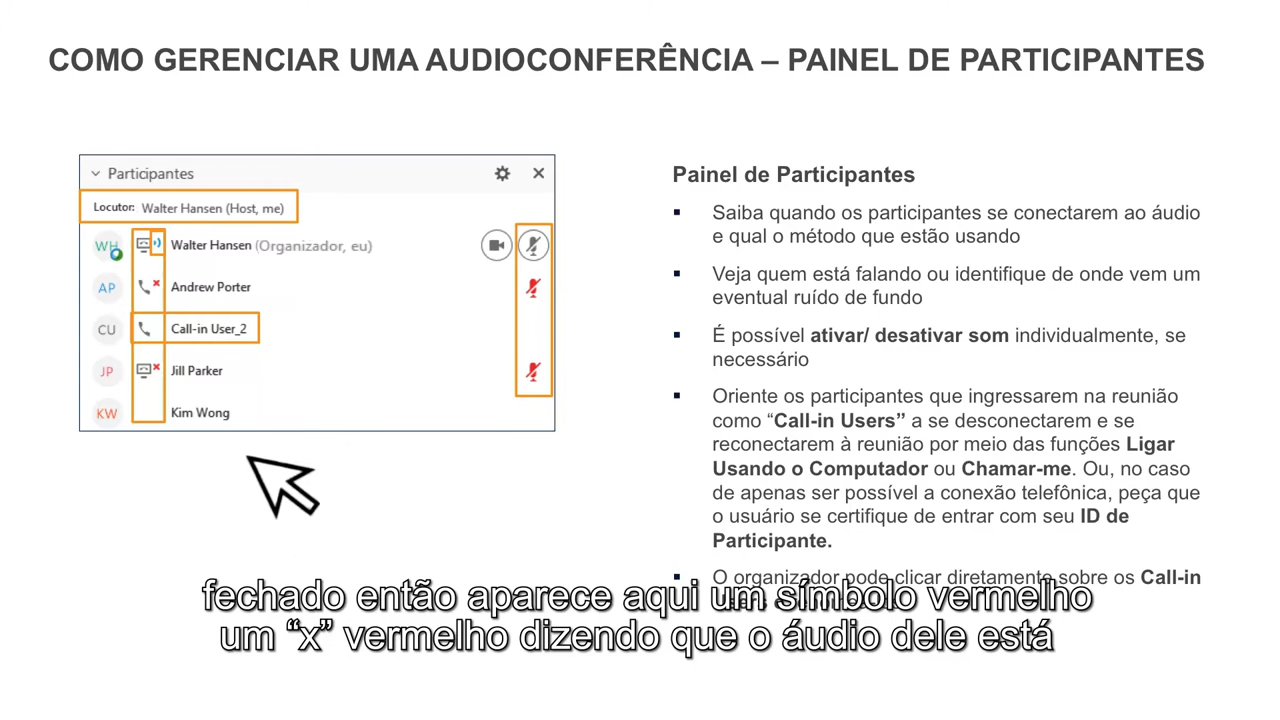 COMO GERENCIAR UMA AUDIOCONFERÊNCIA – PAINEL DE PARTICIPANTES
Participantes
Locutor: Walter Hansen (Host, me)
WH Walter Hansen (Organizador, eu)
AP Andrew Porter
CU Call-in User_2
JP Jill Parker
KW Kim Wong
Painel de Participantes
Saiba quando os participantes se conectarem ao áudio
e qual o método que estão usando
Veja quem está falando ou identifique de onde vem um
eventual ruído de fundo
É possível ativar/ desativar som individualmente, se
necessário
Oriente os participantes que ingressarem na reunião
como “Call-in Users” a se desconectarem e se
reconectarem à reunião por meio das funções Ligar
Usando o Computador ou Chamar-me. Ou, no caso
de apenas ser possível a conexão telefônica, peça que
o usuário se certifique de entrar com seu ID de
Participante.
O organizador pode clicar diretamente sobre os Call-in
fechado então aparece aqui um símbolo vermelho
um “x” vermelho dizendo que o áudio dele está